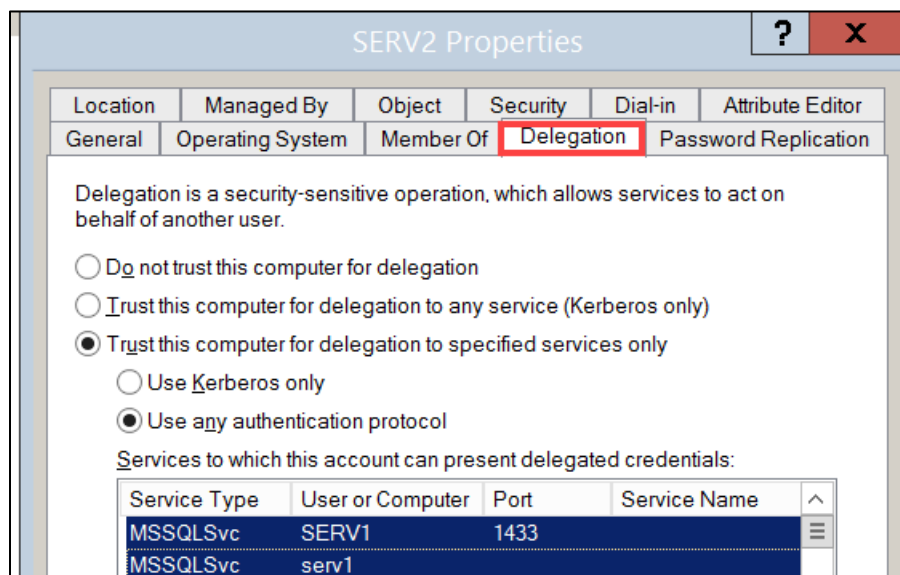 SERV2 Properties
?
X
Location Managed By Object Security Dial-in Attribute Editor
General Operating System Member Of Delegation Password Replication
Delegation is a security-sensitive operation, which allows services to act on
behalf of another user.
Do not trust this computer for delegation
Trust this computer for delegation to any service (Kerberos only)
Trust this computer for delegation to specified services only
Use Kerberos only
Use any authentication protocol
Services to which this account can present delegated credentials:
Service Type User or Computer Port Service Name
MSSQLSvc SERV1 1433
MSSQLSvc serv1